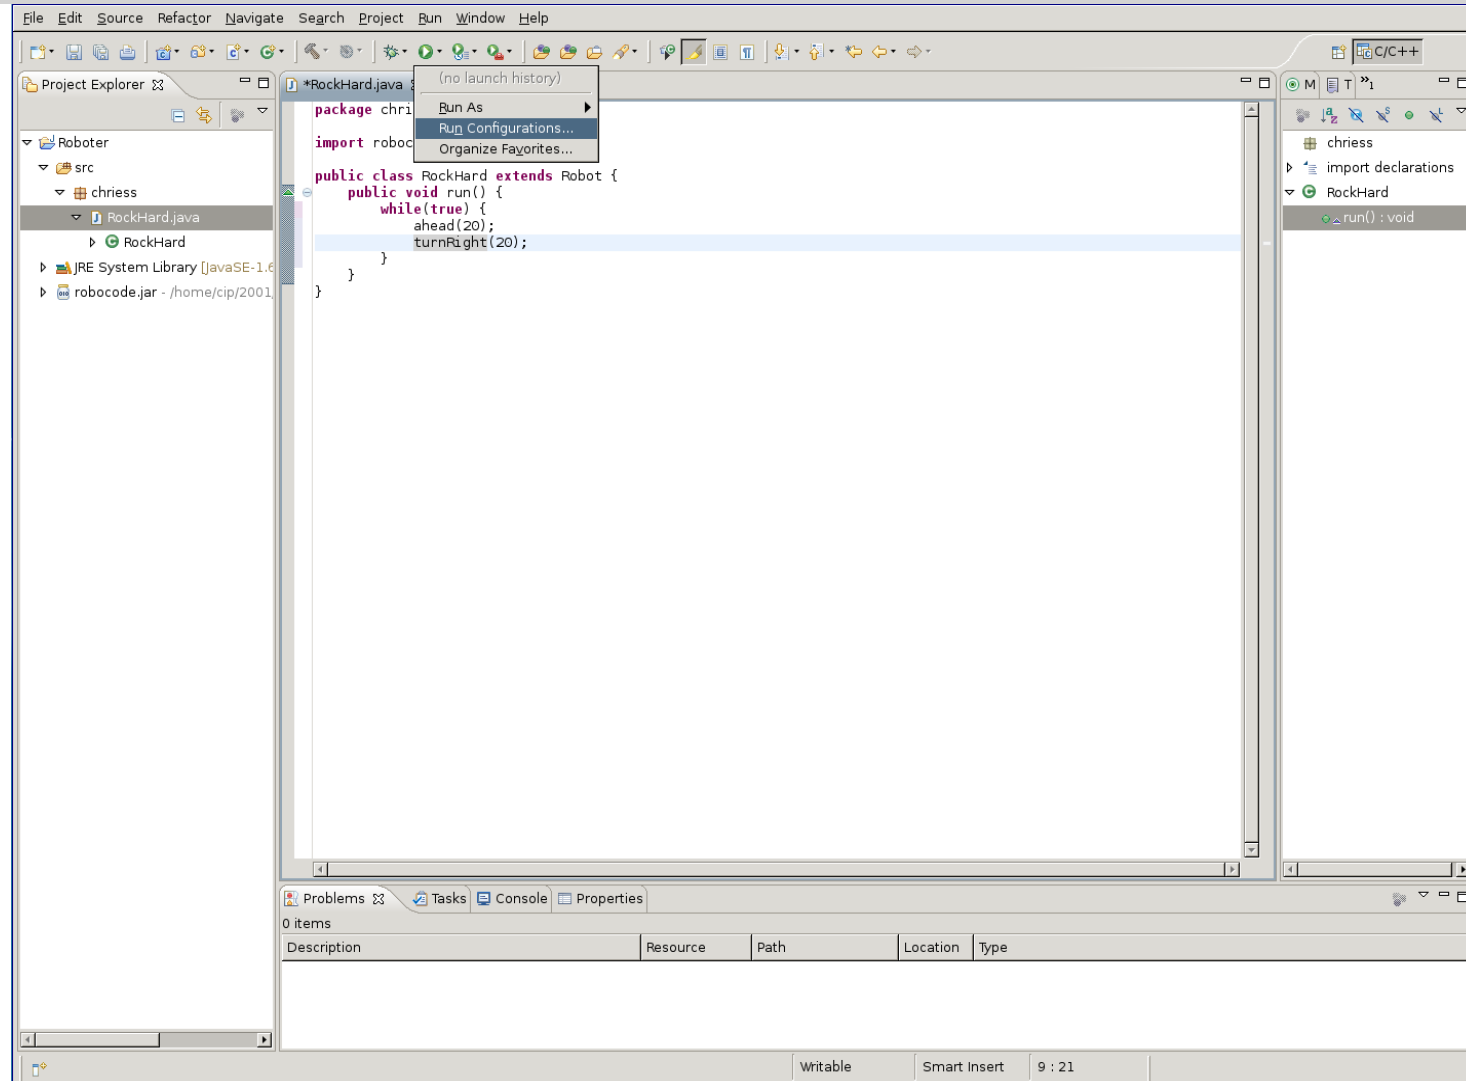 File Edit Source Refactor Navigate Search Project Run Window Help
C/C++
Project Explorer
*RockHard.java
M T »1
(no launch history)
Run As
Run Configurations...
Organize Favorites...
Roboter
src
chriess
RockHard.java
RockHard
JRE System Library [JavaSE-1.6
robocode.jar - /home/cip/2001,
package chri
import roboc
public class RockHard extends Robot {
public void run() {
while(true) {
ahead(20);
turnRight(20);
}
}
}
chriess
import declarations
RockHard
run() : void
Problems Tasks Console Properties
0 items
Description Resource Path Location Type
Writable Smart Insert 9 : 21